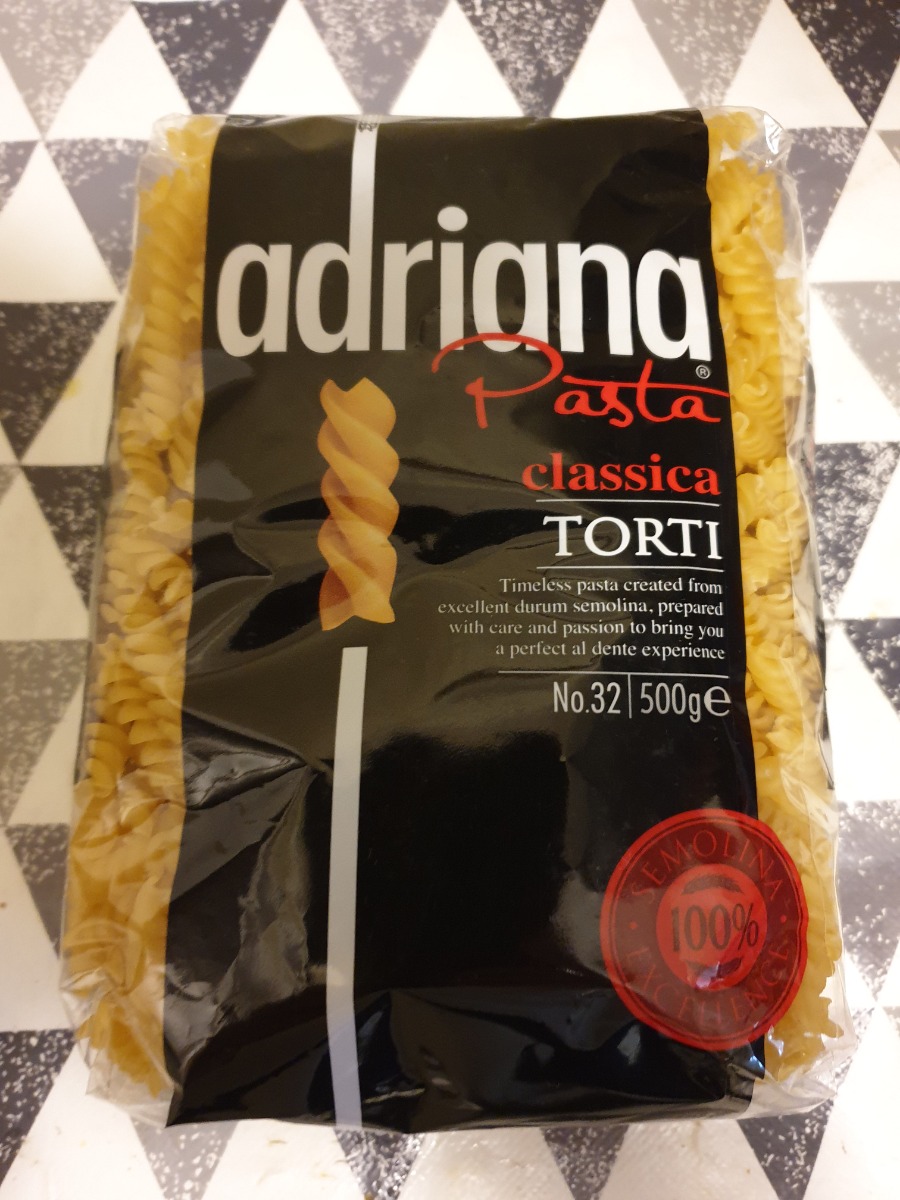 adriana®
Pasta
classica
TORTI
Timeless pasta created from
excellent durum semolina, prepared
with care and passion to bring you
a perfect al dente experience
No.32|500g℮
SEMOLINA
100%
EXCELLENCE